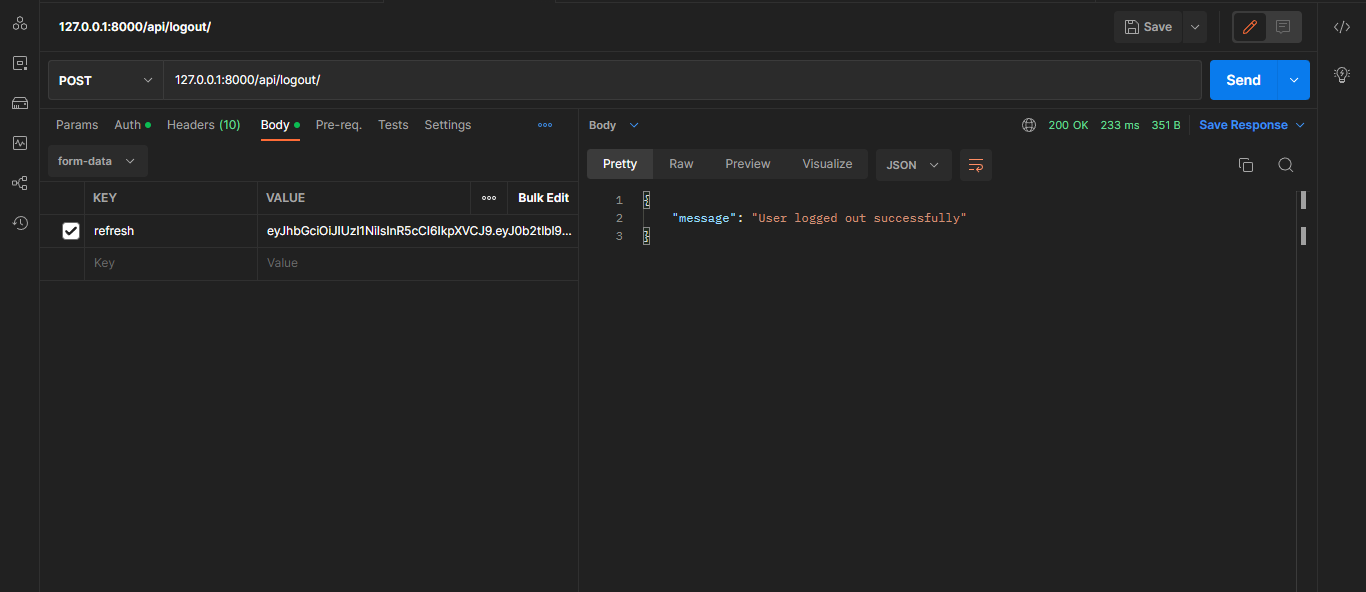 127.0.0.1:8000/api/logout/
Save
POST
127.0.0.1:8000/api/logout/
Send
Params Auth Headers (10) Body Pre-req. Tests Settings
Body
200 OK 233 ms 351 B Save Response
form-data
Pretty Raw Preview Visualize JSON
KEY VALUE Bulk Edit
refresh eyJhbGciOiJIUzI1NiIsInR5cCI6IkpXVCJ9.eyJ0b2tlbl9...
Key Value
1 {
2 "message": "User logged out successfully"
3 }